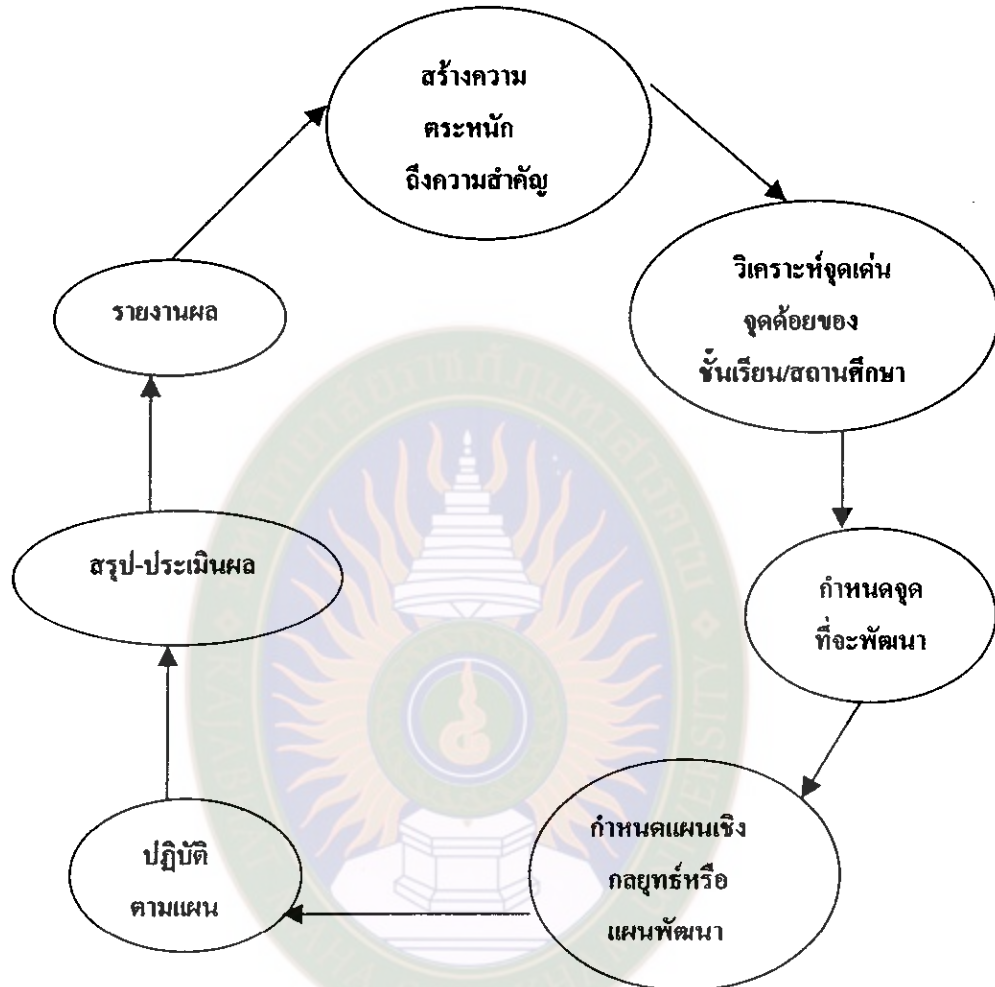 สร้างความ
ตระหนัก
ถึงความสำคัญ
วิเคราะห์จุดเด่น
จุดด้อยของ
ชั้นเรียน/สถานศึกษา
กำหนดจุด
ที่จะพัฒนา
กำหนดแผนเชิง
กลยุทธ์หรือ
แผนพัฒนา
ปฏิบัติ
ตามแผน
สรุป-ประเมินผล
รายงานผล